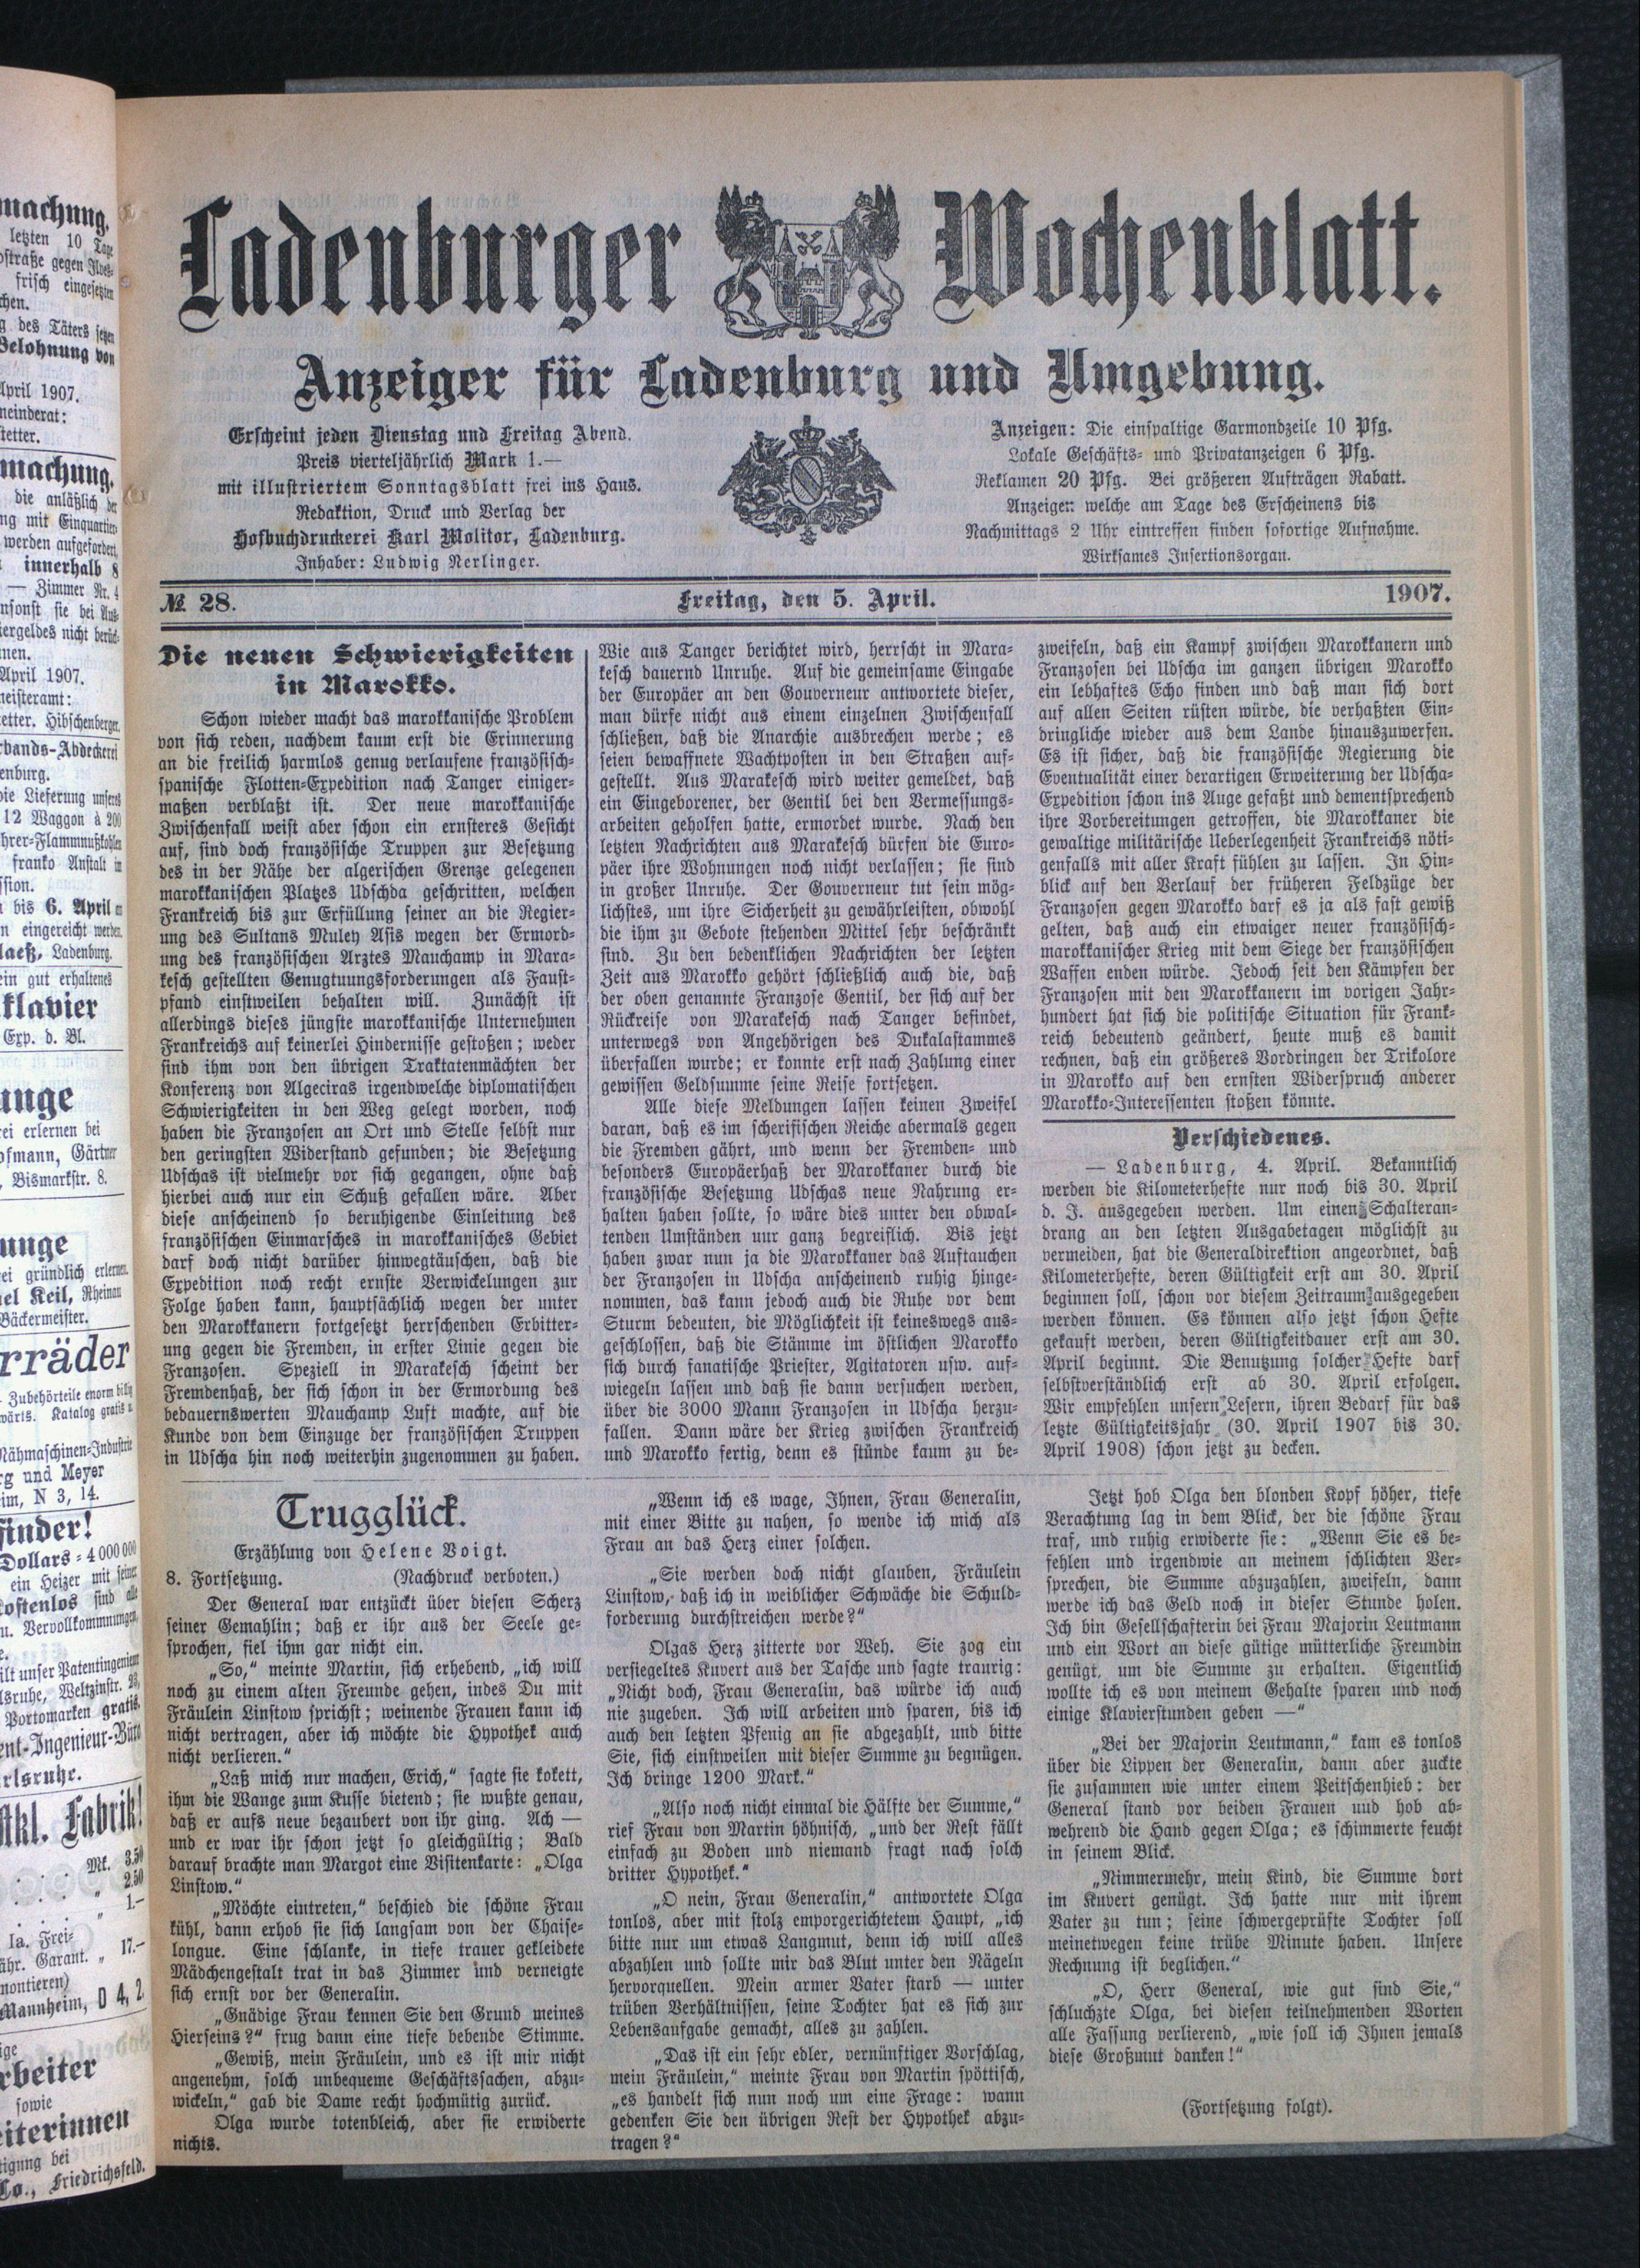 Ladenburger Wochenblatt.
Anzeiger für Ladenburg und Umgebung.
Erscheint jeden Dienstag und Freitag Abend.
Preis vierteljährlich Mark 1.—
mit illustriertem Sonntagsblatt frei ins Haus.
Redaktion, Druck und Verlag der
Hofbuchdruckerei Karl Molitor, Ladenburg.
Inhaber: Ludwig Nerlinger.
Anzeigen: Die einspaltige Garmondzeile 10 Pfg.
Lokale Geschäfts- und Privatanzeigen 6 Pfg.
Reklamen 20 Pfg. Bei größeren Aufträgen Rabatt.
Anzeigen welche am Tage des Erscheinens bis
Nachmittags 2 Uhr eintreffen finden sofortige Aufnahme.
Wirksames Insertionsorgan.
№ 28. Freitag, den 5. April. 1907.
Die neuen Schwierigkeiten
in Marokko.
Schon wieder macht das marokkanische Problem
von sich reden, nachdem kaum erst die Erinnerung
an die freilich harmlos genug verlaufene französisch-
spanische Flotten-Expedition nach Tanger einiger-
maßen verblaßt ist. Der neue marokkanische
Zwischenfall weist aber schon ein ernsteres Gesicht
auf, sind doch französische Truppen zur Besetzung
des in der Nähe der algerischen Grenze gelegenen
marokkanischen Platzes Udschda geschritten, welchen
Frankreich bis zur Erfüllung seiner an die Regier-
ung des Sultans Muley Asis wegen der Ermord-
ung des französischen Arztes Mauchamp in Mara-
kesch gestellten Genugtuungsforderungen als Faust-
pfand einstweilen behalten will. Zunächst ist
allerdings dieses jüngste marokkanische Unternehmen
Frankreichs auf keinerlei Hindernisse gestoßen; weder
sind ihm von den übrigen Traktatenmächten der
Konferenz von Algeciras irgendwelche diplomatischen
Schwierigkeiten in den Weg gelegt worden, noch
haben die Franzosen an Ort und Stelle selbst nur
den geringsten Widerstand gefunden; die Besetzung
Udschas ist vielmehr vor sich gegangen, ohne daß
hierbei auch nur ein Schuß gefallen wäre. Aber
diese anscheinend so beruhigende Einleitung des
französischen Einmarsches in marokkanisches Gebiet
darf doch nicht darüber hinwegtäuschen, daß die
Expedition noch recht ernste Verwickelungen zur
Folge haben kann, hauptsächlich wegen der unter
den Marokkanern fortgesetzt herrschenden Erbitter-
ung gegen die Fremden, in erster Linie gegen die
Franzosen. Speziell in Marakesch scheint der
Fremdenhaß, der sich schon in der Ermordung des
bedauernswerten Mauchamp Luft machte, auf die
Kunde von dem Einzuge der französischen Truppen
in Udscha hin noch weiterhin zugenommen zu haben.
Wie aus Tanger berichtet wird, herrscht in Mara-
kesch dauernd Unruhe. Auf die gemeinsame Eingabe
der Europäer an den Gouverneur antwortete dieser,
man dürfe nicht aus einem einzelnen Zwischenfall
schließen, daß die Anarchie ausbrechen werde; es
seien bewaffnete Wachtposten in den Straßen auf-
gestellt. Aus Marakesch wird weiter gemeldet, daß
ein Eingeborener, der Gentil bei den Vermessungs-
arbeiten geholfen hatte, ermordet wurde. Nach den
letzten Nachrichten aus Marakesch dürfen die Euro-
päer ihre Wohnungen noch nicht verlassen; sie sind
in großer Unruhe. Der Gouverneur tut sein mög-
lichstes, um ihre Sicherheit zu gewährleisten, obwohl
die ihm zu Gebote stehenden Mittel sehr beschränkt
sind. Zu den bedenklichen Nachrichten der letzten
Zeit aus Marokko gehört schließlich auch die, daß
der oben genannte Franzose Gentil, der sich auf der
Rückreise von Marakesch nach Tanger befindet,
unterwegs von Angehörigen des Dukalastammes
überfallen wurde; er konnte erst nach Zahlung einer
gewissen Geldsumme seine Reise fortsetzen.
Alle diese Meldungen lassen keinen Zweifel
daran, daß es im scherifischen Reiche abermals gegen
die Fremden gährt, und wenn der Fremden- und
besonders Europäerhaß der Marokkaner durch die
französische Besetzung Udschas neue Nahrung er-
halten haben sollte, so wäre dies unter den obwal-
tenden Umständen nur ganz begreiflich. Bis jetzt
haben zwar nun ja die Marokkaner das Auftauchen
der Franzosen in Udscha anscheinend ruhig hinge-
nommen, das kann jedoch auch die Ruhe vor dem
Sturm bedeuten, die Möglichkeit ist keineswegs aus-
geschlossen, daß die Stämme im östlichen Marokko
sich durch fanatische Priester, Agitatoren usw. auf-
wiegeln lassen und daß sie dann versuchen werden,
über die 3000 Mann Franzosen in Udscha herzu-
fallen. Dann wäre der Krieg zwischen Frankreich
und Marokko fertig, denn es stünde kaum zu be-
zweifeln, daß ein Kampf zwischen Marokkanern und
Franzosen bei Udscha im ganzen übrigen Marokko
ein lebhaftes Echo finden und daß man sich dort
auf allen Seiten rüsten würde, die verhaßten Ein-
dringliche wieder aus dem Lande hinauszuwerfen.
Es ist sicher, daß die französische Regierung die
Eventualität einer derartigen Erweiterung der Udscha-
Expedition schon ins Auge gefaßt und dementsprechend
ihre Vorbereitungen getroffen, die Marokkaner die
gewaltige militärische Ueberlegenheit Frankreichs nöti-
genfalls mit aller Kraft fühlen zu lassen. In Hin-
blick auf den Verlauf der früheren Feldzüge der
Franzosen gegen Marokko darf es ja als fast gewiß
gelten, daß auch ein etwaiger neuer französisch-
marokkanischer Krieg mit dem Siege der französischen
Waffen enden würde. Jedoch seit den Kämpfen der
Franzosen mit den Marokkanern im vorigen Jahr-
hundert hat sich die politische Situation für Frank-
reich bedeutend geändert, heute muß es damit
rechnen, daß ein größeres Vordringen der Trikolore
in Marokko auf den ernsten Widerspruch anderer
Marokko-Interessenten stoßen könnte.
Verschiedenes.
— Ladenburg, 4. April. Bekanntlich
werden die Kilometerhefte nur noch bis 30. April
d. J. ausgegeben werden. Um einen Schalteran-
drang an den letzten Ausgabetagen möglichst zu
vermeiden, hat die Generaldirektion angeordnet, daß
Kilometerhefte, deren Gültigkeit erst am 30. April
beginnen soll, schon vor diesem Zeitraum ausgegeben
werden können. Es können also jetzt schon Hefte
gekauft werden, deren Gültigkeitdauer erst am 30.
April beginnt. Die Benutzung solcher Hefte darf
selbstverständlich erst ab 30. April erfolgen.
Wir empfehlen unsern Lesern, ihren Bedarf für das
letzte Gültigkeitsjahr (30. April 1907 bis 30.
April 1908) schon jetzt zu decken.
Trugglück.
Erzählung von Helene Voigt.
8. Fortsetzung. (Nachdruck verboten.)
Der General war entzückt über diesen Scherz
seiner Gemahlin; daß er ihr aus der Seele ge-
sprochen, fiel ihm gar nicht ein.
„So,“ meinte Martin, sich erhebend, „ich will
noch zu einem alten Freunde gehen, indes Du mit
Fräulein Linstow sprichst; weinende Frauen kann ich
nicht vertragen, aber ich möchte die Hypothek auch
nicht verlieren.“
„Laß mich nur machen, Erich,“ sagte sie kokett,
ihm die Wange zum Kusse bietend; sie wußte genau,
daß er aufs neue bezaubert von ihr ging. Ach —
und er war ihr schon jetzt so gleichgültig; Bald
darauf brachte man Margot eine Visitenkarte: „Olga
Linstow.“
„Möchte eintreten,“ beschied die schöne Frau
kühl, dann erhob sie sich langsam von der Chaise-
longue. Eine schlanke, in tiefe trauer gekleidete
Mädchengestalt trat in das Zimmer und verneigte
sich ernst vor der Generalin.
„Gnädige Frau kennen Sie den Grund meines
Hierseins?“ frug dann eine tiefe bebende Stimme.
„Gewiß, mein Fräulein, und es ist mir nicht
angenehm, solch unbequeme Geschäftssachen, abzu-
wickeln,“ gab die Dame recht hochmütig zurück.
Olga wurde totenbleich, aber sie erwiderte
nichts.
„Wenn ich es wage, Ihnen, Frau Generalin,
mit einer Bitte zu nahen, so wende ich mich als
Frau an das Herz einer solchen.
„Sie werden doch nicht glauben, Fräulein
Linstow, daß ich in weiblicher Schwäche die Schuld-
forderung durchstreichen werde?“
Olgas Herz zitterte vor Weh. Sie zog ein
versiegeltes Kuvert aus der Tasche und sagte traurig:
„Nicht doch, Frau Generalin, das würde ich auch
nie zugeben. Ich will arbeiten und sparen, bis ich
auch den letzten Pfenig an sie abgezahlt, und bitte
Sie, sich einstweilen mit dieser Summe zu begnügen.
Ich bringe 1200 Mark.“
„Also noch nicht einmal die Hälfte der Summe,“
rief Frau von Martin höhnisch, „und der Rest fällt
einfach zu Boden und niemand fragt nach solch
dritter Hypothek.“
„O nein, Frau Generalin,“ antwortete Olga
tonlos, aber mit stolz emporgerichtetem Haupt, „ich
bitte nur um etwas Langmut, denn ich will alles
abzahlen und sollte mir das Blut unter den Nägeln
hervorquellen. Mein armer Vater starb — unter
trüben Verhältnissen, seine Tochter hat es sich zur
Lebensaufgabe gemacht, alles zu zahlen.
„Das ist ein sehr edler, vernünftiger Vorschlag,
mein Fräulein,“ meinte Frau von Martin spöttisch,
„es handelt sich nun noch um eine Frage: wann
gedenken Sie den übrigen Rest der Hypothek abzu-
tragen?“
Jetzt hob Olga den blonden Kopf höher, tiefe
Verachtung lag in dem Blick, der die schöne Frau
traf, und ruhig erwiderte sie: „Wenn Sie es be-
fehlen und irgendwie an meinem schlichten Ver-
sprechen, die Summe abzuzahlen, zweifeln, dann
werde ich das Geld noch in dieser Stunde holen.
Ich bin Gesellschafterin bei Frau Majorin Leutmann
und ein Wort an diese gütige mütterliche Freundin
genügt, um die Summe zu erhalten. Eigentlich
wollte ich es von meinem Gehalte sparen und noch
einige Klavierstunden geben —“
„Bei der Majorin Leutmann,“ kam es tonlos
über die Lippen der Generalin, dann aber zuckte
sie zusammen wie unter einem Peitschenhieb: der
General stand vor beiden Frauen und hob ab-
wehrend die Hand gegen Olga; es schimmerte feucht
in seinem Blick.
„Nimmermehr, mein Kind, die Summe dort
im Kuvert genügt. Ich hatte nur mit ihrem
Vater zu tun; seine schwergeprüfte Tochter soll
meinetwegen keine trübe Minute haben. Unsere
Rechnung ist beglichen.“
„O, Herr General, wie gut sind Sie,“
schluchzte Olga, bei diesen teilnehmenden Worten
alle Fassung verlierend, „wie soll ich Ihnen jemals
diese Großmut danken!“
(Fortsetzung folgt).